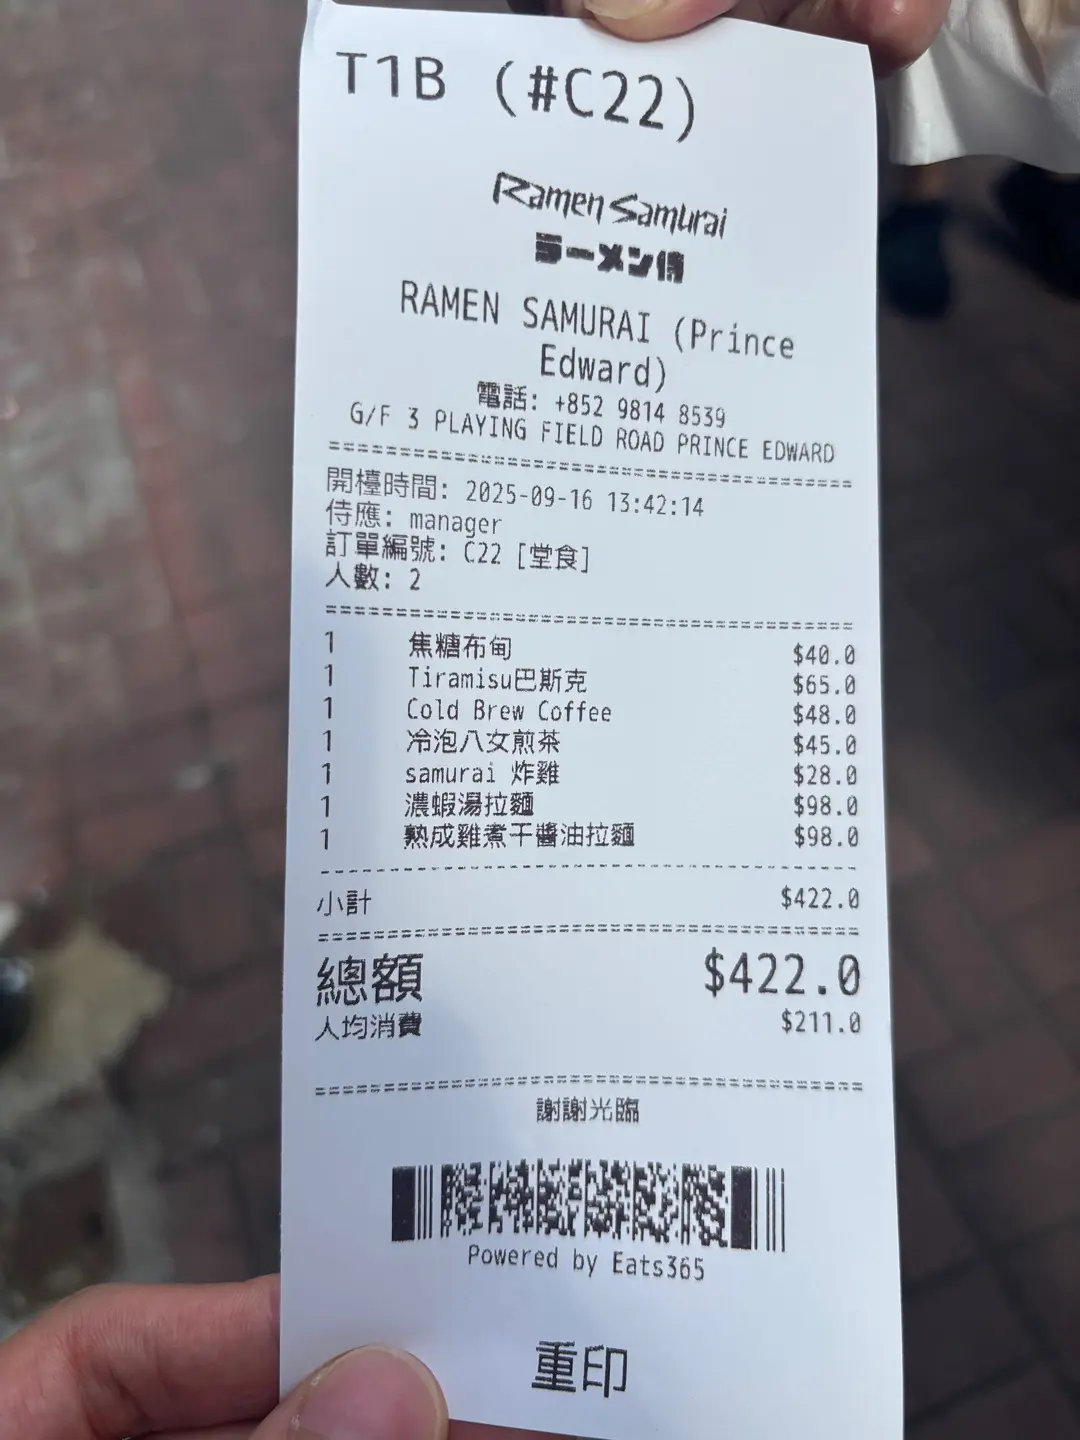 T1B (#C22)
Ramen Samurai
ラーメン侍
RAMEN SAMURAI (Prince
Edward)
電話: +852 9814 8539
G/F 3 PLAYING FIELD ROAD PRINCE EDWARD
開檯時間: 2025-09-16 13:42:14
侍應: manager
訂單編號: C22 [堂食]
人數: 2
1 焦糖布甸 $40.0
1 Tiramisu巴斯克 $65.0
1 Cold Brew Coffee $48.0
1 冷泡八女煎茶 $45.0
1 samurai 炸雞 $28.0
1 濃蝦湯拉麵 $98.0
1 熟成雞煮干醬油拉麵 $98.0
小計 $422.0
總額 $422.0
人均消費 $211.0
謝謝光臨
Powered by Eats365
重印